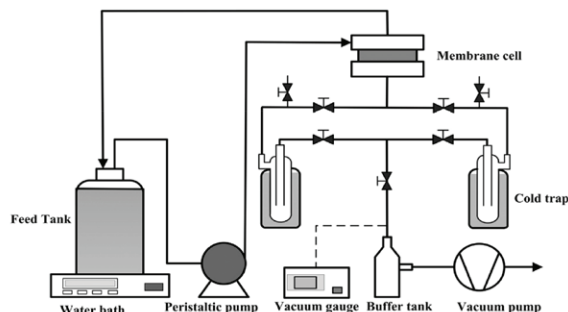 Membrane cell
Cold trap
Feed Tank
Water bath
Peristaltic pump
Vacuum gauge
Buffer tank
Vacuum pump